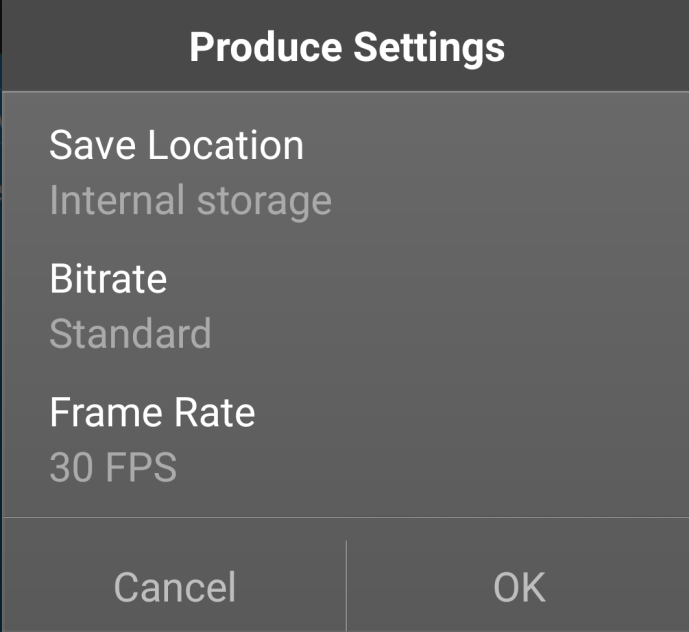 Produce Settings
Save Location
Internal storage
Bitrate
Standard
Frame Rate
30 FPS
Cancel
OK